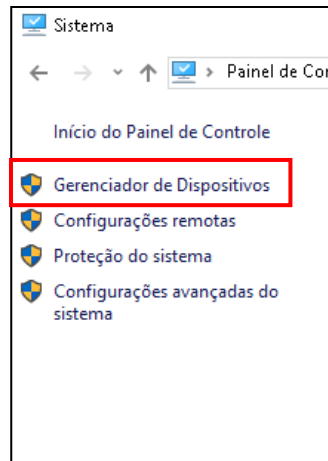 Sistema
Painel de Cor
Início do Painel de Controle
Gerenciador de Dispositivos
Configurações remotas
Proteção do sistema
Configurações avançadas do
sistema